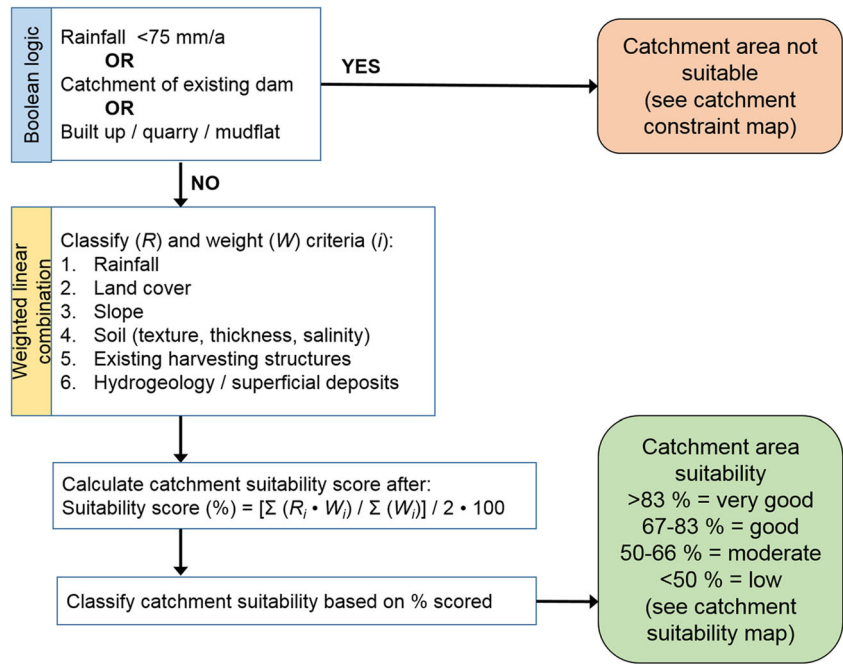 Boolean logic
Rainfall <75 mm/a
OR
Catchment of existing dam
OR
Built up / quarry / mudflat
YES
Catchment area not
suitable
(see catchment
constraint map)
NO
Weighted linear
combination
Classify (R) and weight (W) criteria (i):
1. Rainfall
2. Land cover
3. Slope
4. Soil (texture, thickness, salinity)
5. Existing harvesting structures
6. Hydrogeology / superficial deposits
Calculate catchment suitability score after:
Suitability score (%) = [Σ (Ri • Wi) / Σ (Wi)] / 2 • 100
Classify catchment suitability based on % scored
Catchment area
suitability
>83 % = very good
67-83 % = good
50-66 % = moderate
<50 % = low
(see catchment
suitability map)